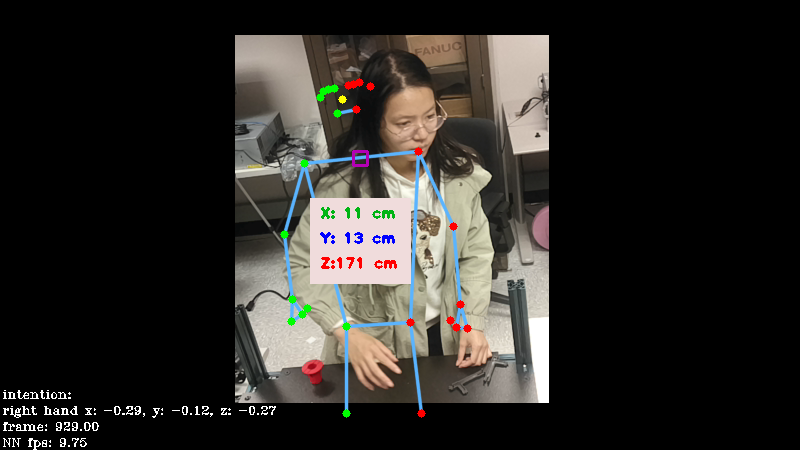 FANUC
X: 11 cm
Y: 13 cm
Z:171 cm
intention:
right hand x: -0.29, y: -0.12, z: -0.27
frame: 929.00
NN fps: 9.75